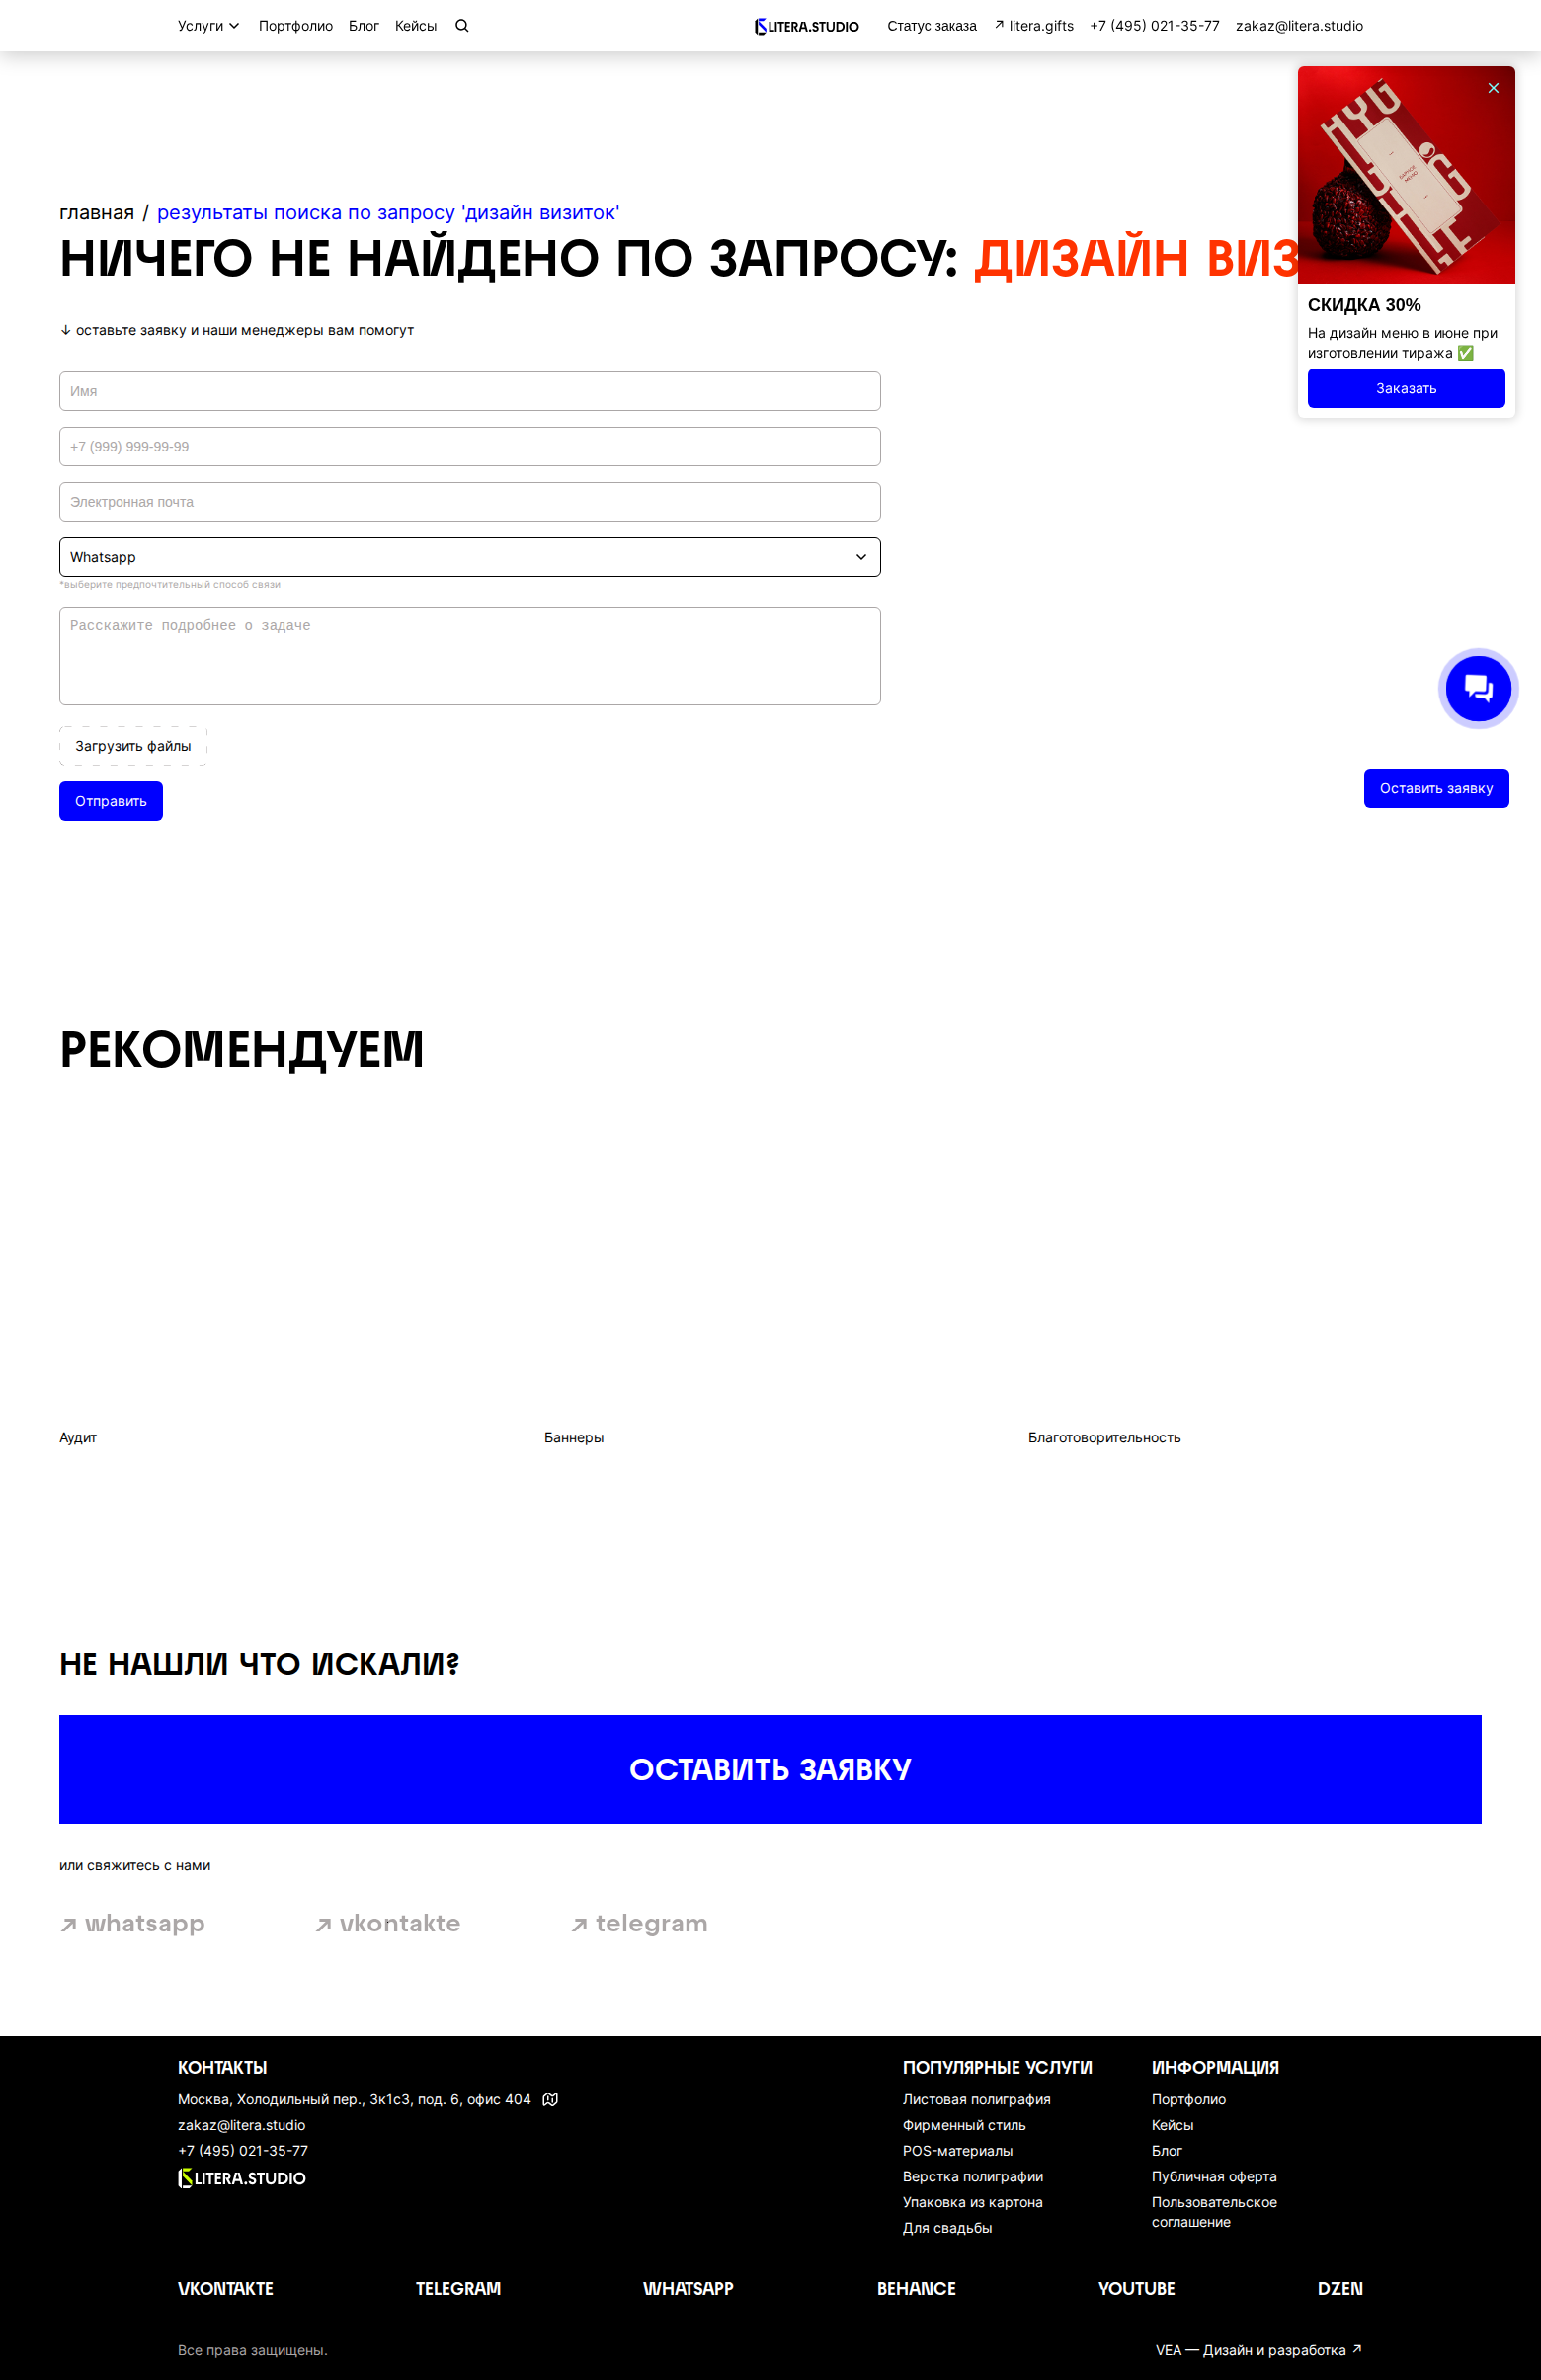 Услуги Портфолио Блог Кейсы LITERA.STUDIO Статус заказа ↗ litera.gifts +7 (495) 021-35-77 zakaz@litera.studio
главная / результаты поиска по запросу 'дизайн визиток'
НИЧЕГО НЕ НАЙДЕНО ПО ЗАПРОСУ: ДИЗАЙН ВИЗ
СКИДКА 30%
На дизайн меню в июне при
изготовлении тиража ✅
Заказать
↓ оставьте заявку и наши менеджеры вам помогут
Имя
+7 (999) 999-99-99
Электронная почта
Whatsapp
*выберите предпочтительный способ связи
Расскажите подробнее о задаче
Загрузить файлы
Отправить
Оставить заявку
РЕКОМЕНДУЕМ
Аудит Баннеры Благотоворительность
НЕ НАШЛИ ЧТО ИСКАЛИ?
ОСТАВИТЬ ЗАЯВКУ
или свяжитесь с нами
↗ whatsapp ↗ vkontakte ↗ telegram
КОНТАКТЫ
Москва, Холодильный пер., 3к1с3, под. 6, офис 404
zakaz@litera.studio
+7 (495) 021-35-77
LITERA.STUDIO
ПОПУЛЯРНЫЕ УСЛУГИ
Листовая полиграфия
Фирменный стиль
POS-материалы
Верстка полиграфии
Упаковка из картона
Для свадьбы
ИНФОРМАЦИЯ
Портфолио
Кейсы
Блог
Публичная оферта
Пользовательское
соглашение
VKONTAKTE TELEGRAM WHATSAPP BEHANCE YOUTUBE DZEN
Все права защищены. VEA — Дизайн и разработка ↗